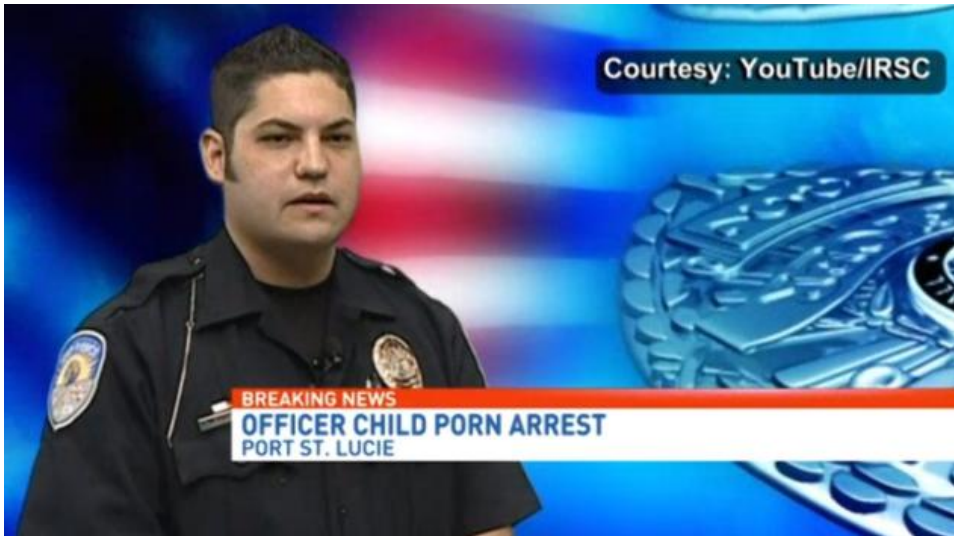 Courtesy: YouTube/IRSC
BREAKING NEWS
OFFICER CHILD PORN ARREST
PORT ST. LUCIE